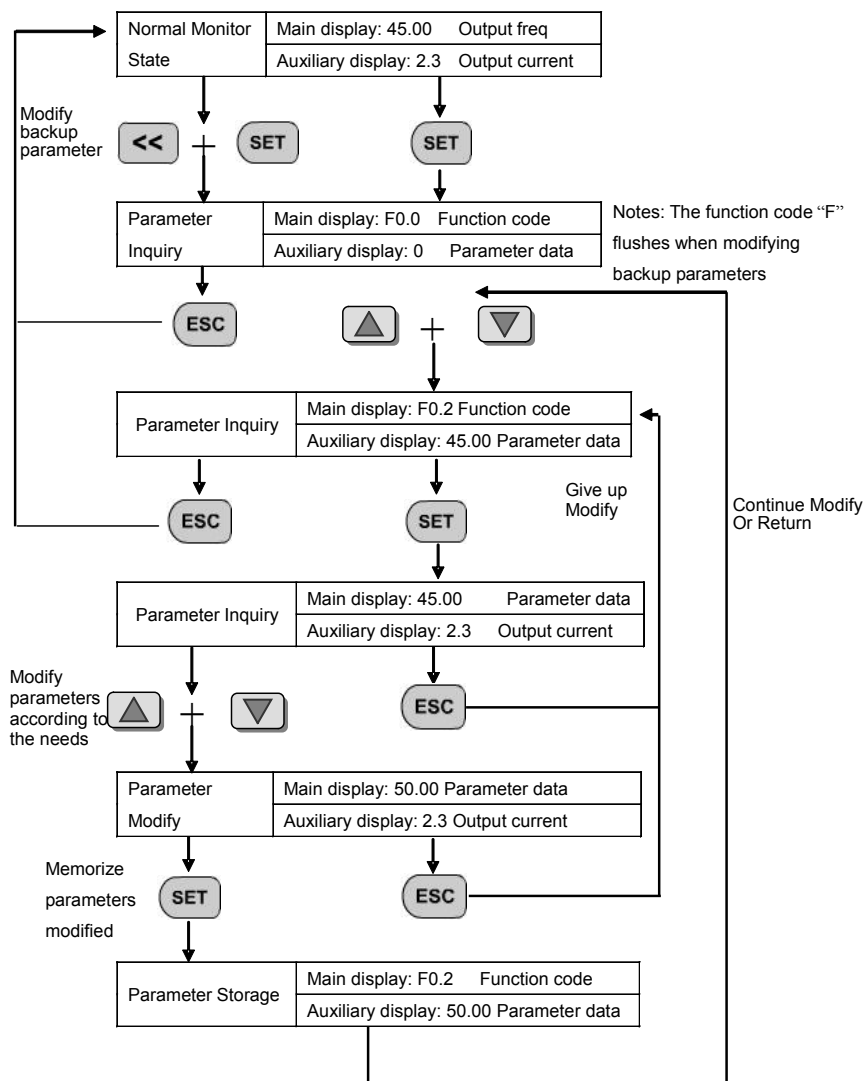 Normal Monitor
State
Main display: 45.00 Output freq
Auxiliary display: 2.3 Output current
Modify
backup
parameter
<<
SET
SET
Parameter
Inquiry
Main display: F0.0 Function code
Auxiliary display: 0 Parameter data
Notes: The function code “F”
flushes when modifying
backup parameters
ESC
Parameter Inquiry
Main display: F0.2 Function code
Auxiliary display: 45.00 Parameter data
ESC
SET
Give up
Modify
Continue Modify
Or Return
Parameter Inquiry
Main display: 45.00 Parameter data
Auxiliary display: 2.3 Output current
Modify
parameters
according to
the needs
ESC
Parameter
Modify
Main display: 50.00 Parameter data
Auxiliary display: 2.3 Output current
Memorize
parameters
modified
SET
ESC
Parameter Storage
Main display: F0.2 Function code
Auxiliary display: 50.00 Parameter data